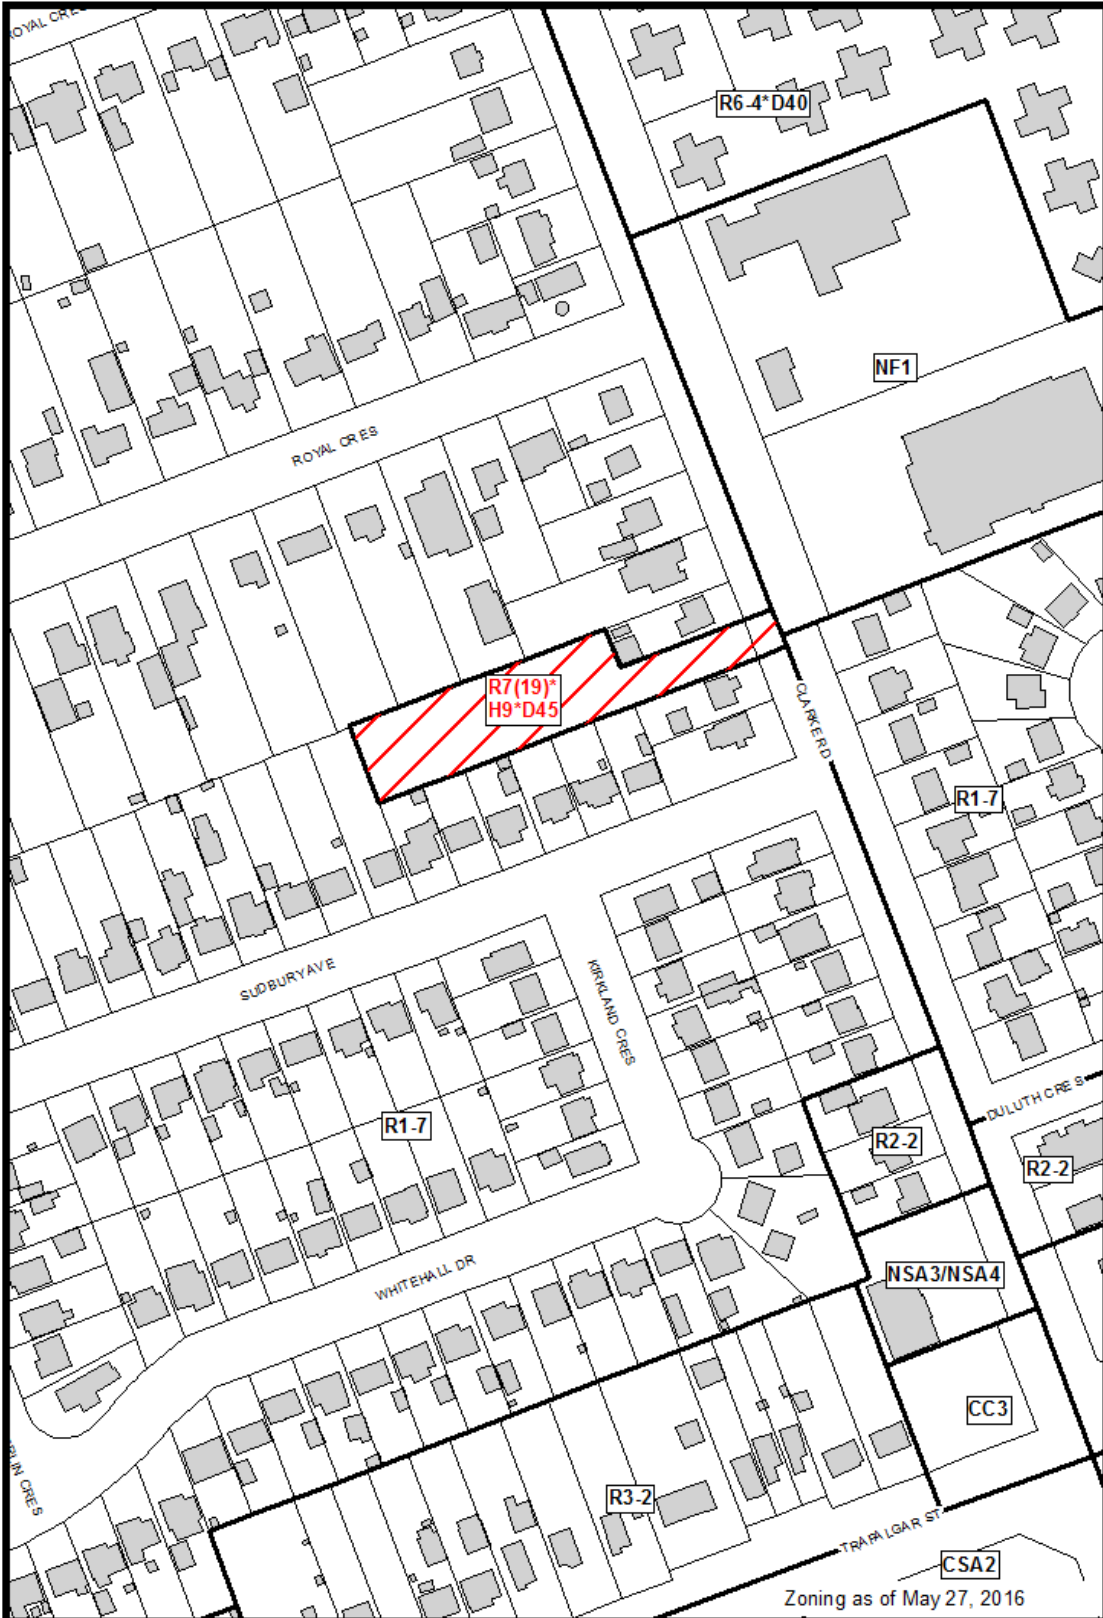 ROYAL CRES
R6-4*D40
NF1
ROYAL CRES
R7(19)*
H9*D45
CLARKE RD
R1-7
SUDBURY AVE
KIRKLAND CRES
DULUTH CRES
R1-7
R2-2
R2-2
WHITEHALL DR
NSA3/NSA4
CC3
R3-2
TRAFALGAR ST
CSA2
Zoning as of May 27, 2016